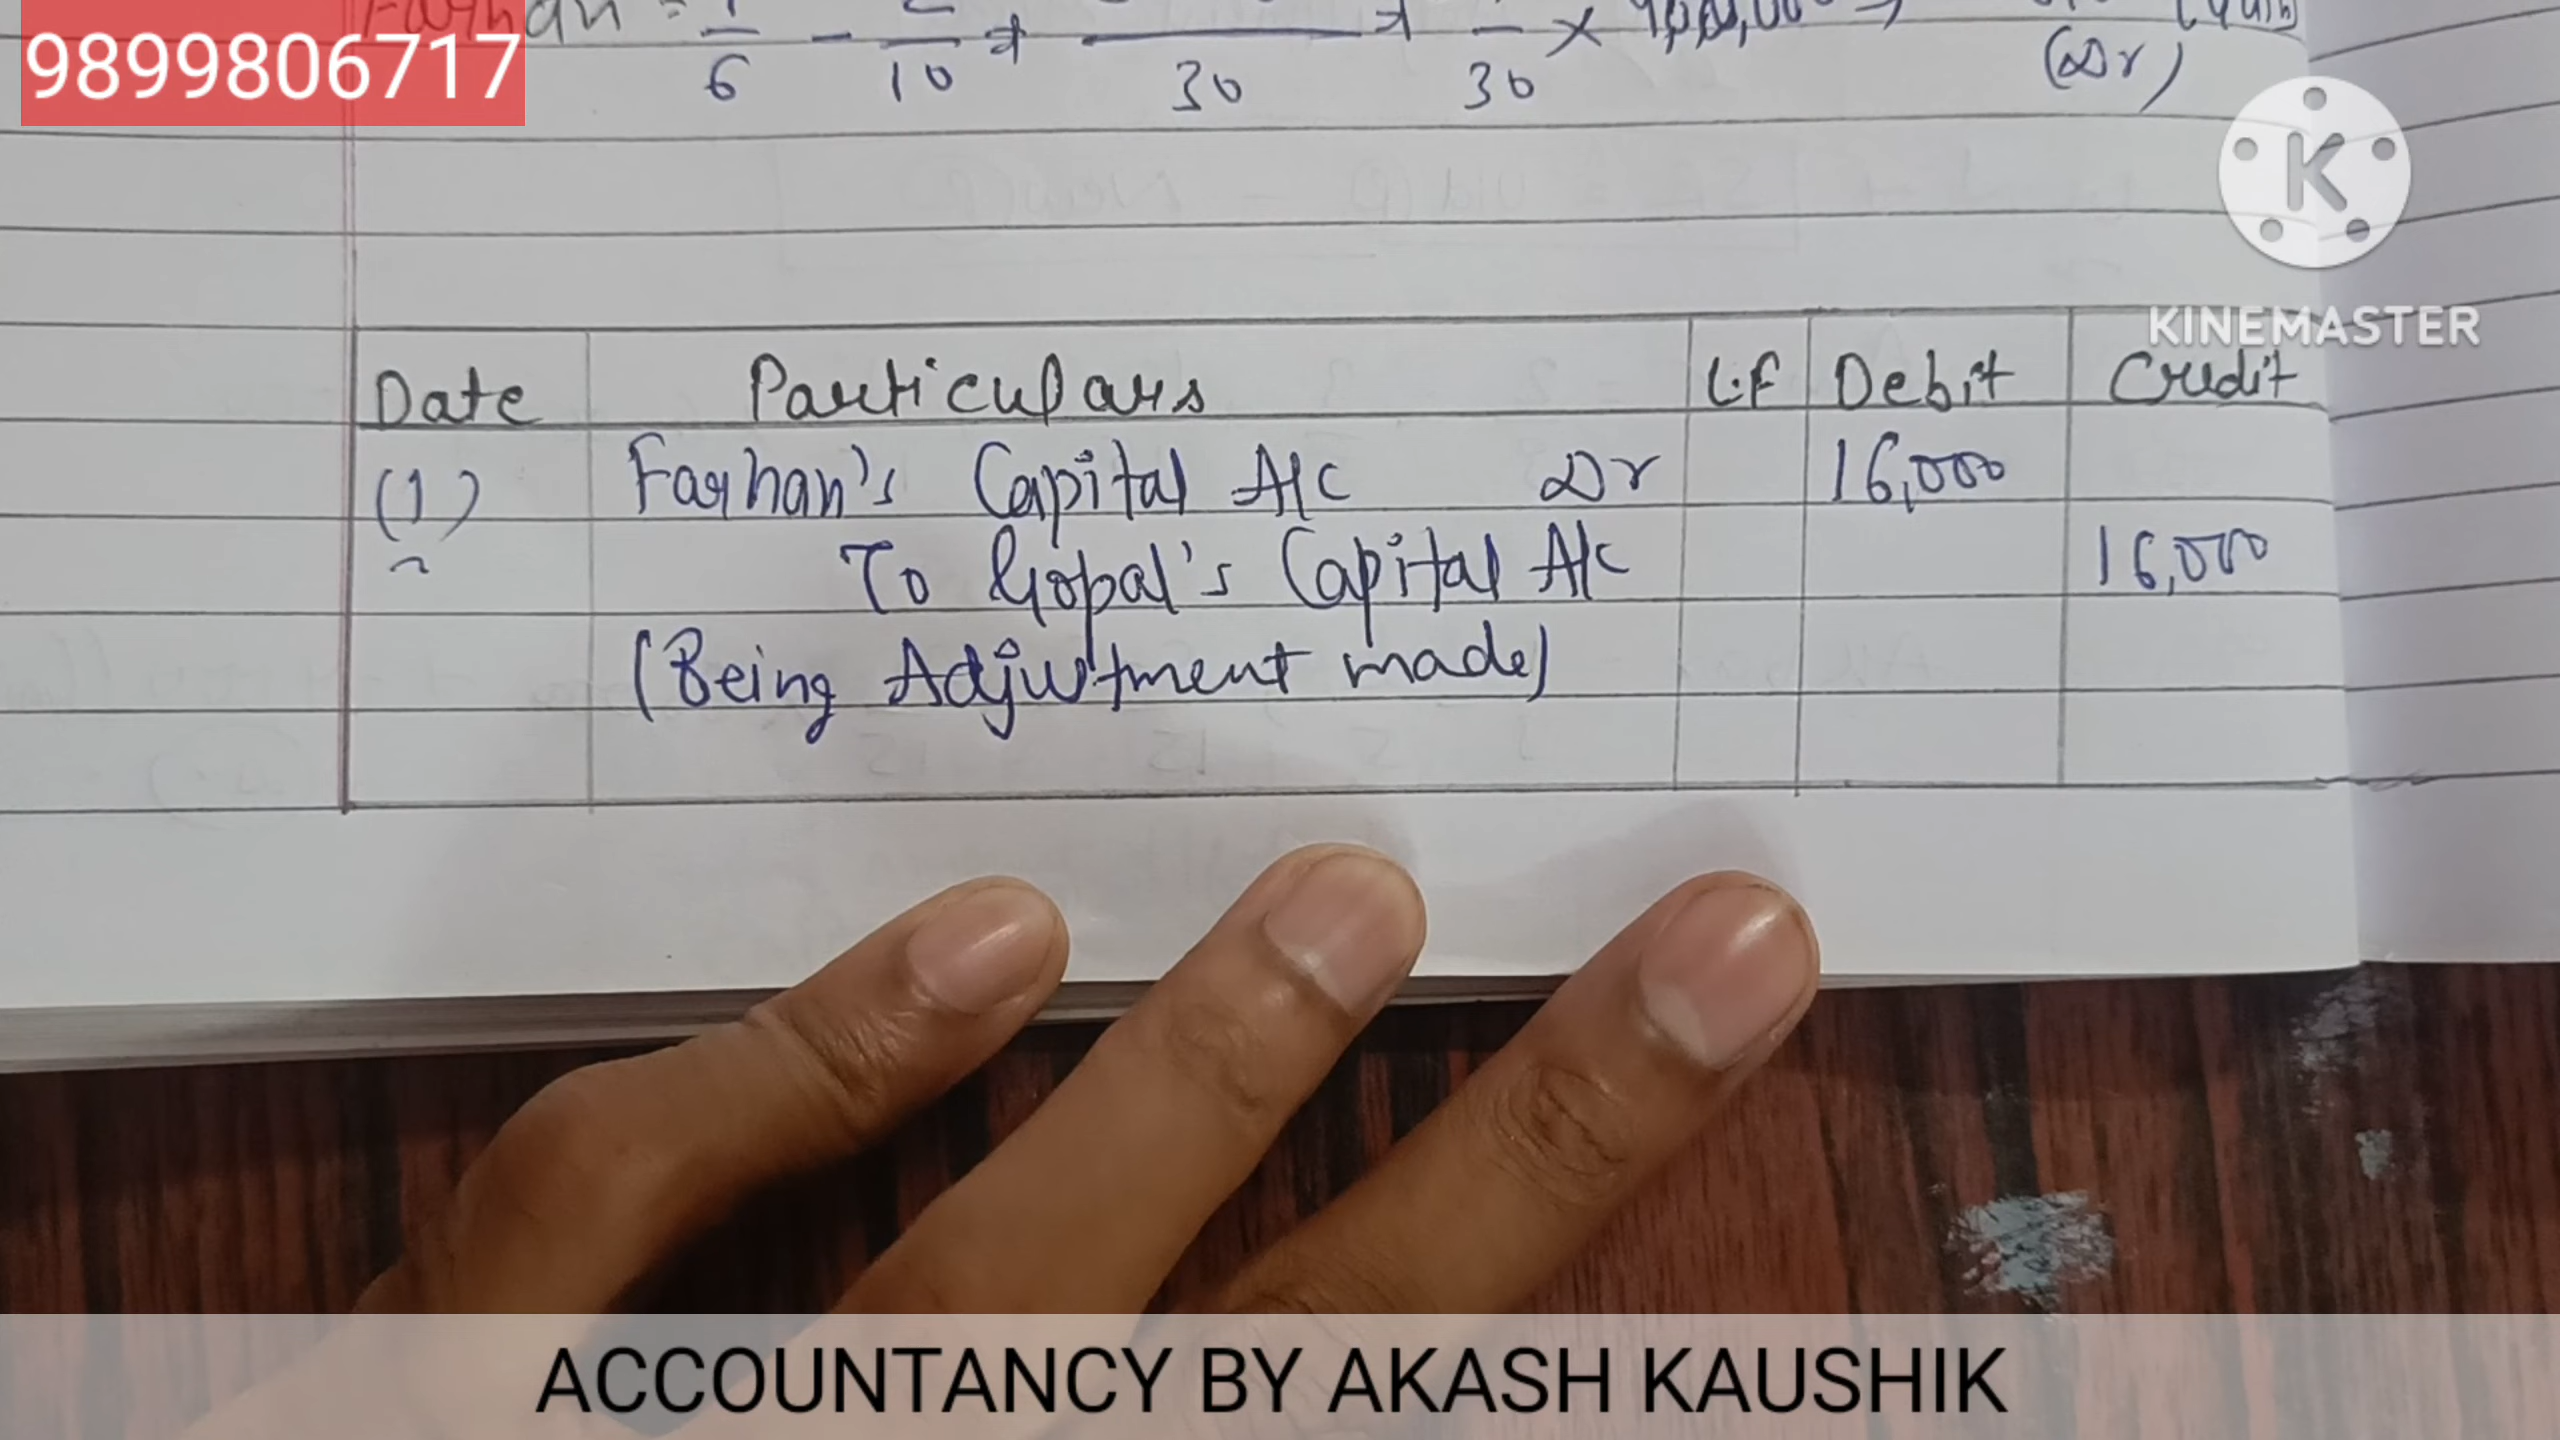 9899806717
6 - 10 30 30 ×
(Dr)
KINEMASTER
Date Particulars L.F Debit Credit
(1) Farhan's Capital A/c Dr 16,000
To Gopal's Capital A/c 16,000
(Being Adjustment made)
ACCOUNTANCY BY AKASH KAUSHIK